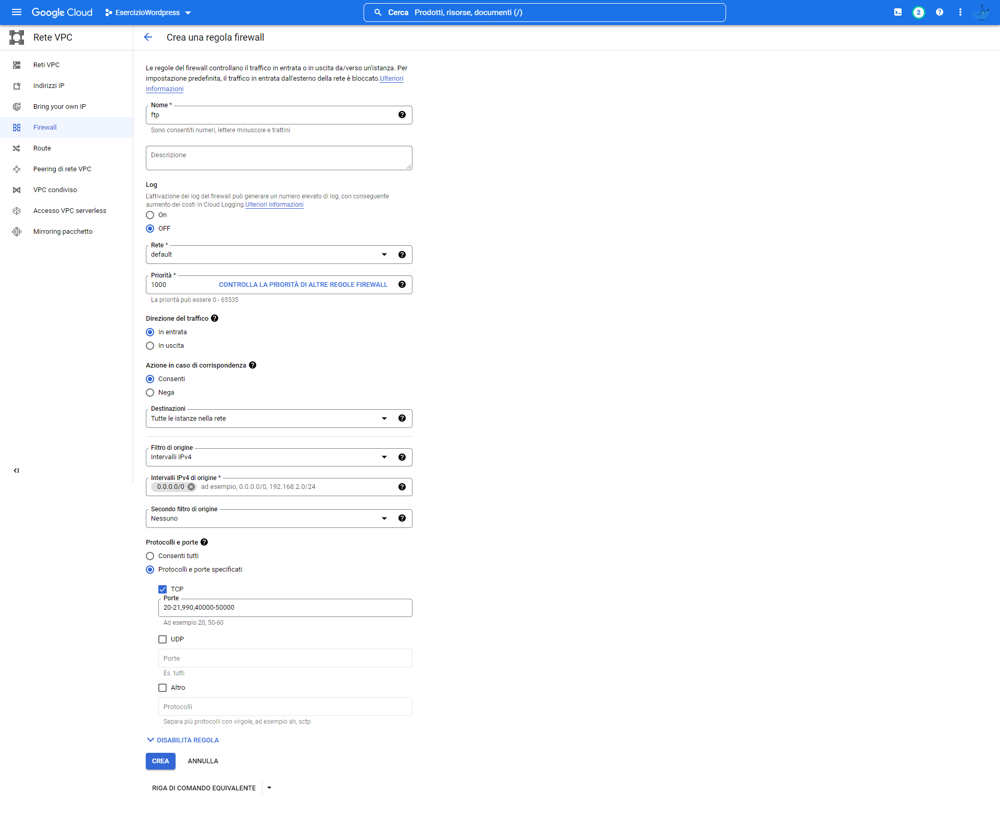 Google Cloud
EsercizioWordpress
Cerca Prodotti, risorse, documenti (/)
2
Rete VPC
Crea una regola firewall
Reti VPC
Indirizzi IP
Bring your own IP
Firewall
Route
Peering di rete VPC
VPC condiviso
Accesso VPC serverless
Mirroring pacchetto
Le regole del firewall controllano il traffico in entrata o in uscita da/verso un'istanza. Per
impostazione predefinita, il traffico in entrata dall'esterno della rete è bloccato.Ulteriori
informazioni
Nome *
ftp
Sono consentiti numeri, lettere minuscole e trattini
Descrizione
Log
L'attivazione dei log del firewall può generare un numero elevato di log, con conseguente
aumento dei costi in Cloud Logging.Ulteriori informazioni
On
OFF
Rete *
default
Priorità *
1000 CONTROLLA LA PRIORITÀ DI ALTRE REGOLE FIREWALL
La priorità può essere 0 - 65535
Direzione del traffico
In entrata
In uscita
Azione in caso di corrispondenza
Consenti
Nega
Destinazioni
Tutte le istanze nella rete
Filtro di origine
Intervalli IPv4
Intervalli IPv4 di origine *
0.0.0.0/0 ad esempio, 0.0.0.0/0, 192.168.2.0/24
Secondo filtro di origine
Nessuno
Protocolli e porte
Consenti tutti
Protocolli e porte specificati
TCP
Porte
20-21,990,40000-50000
Ad esempio 20, 50-60
UDP
Porte
Es. tutti
Altro
Protocolli
Separa più protocolli con virgole, ad esempio ah, sctp
DISABILITA REGOLA
CREA ANNULLA
RIGA DI COMANDO EQUIVALENTE